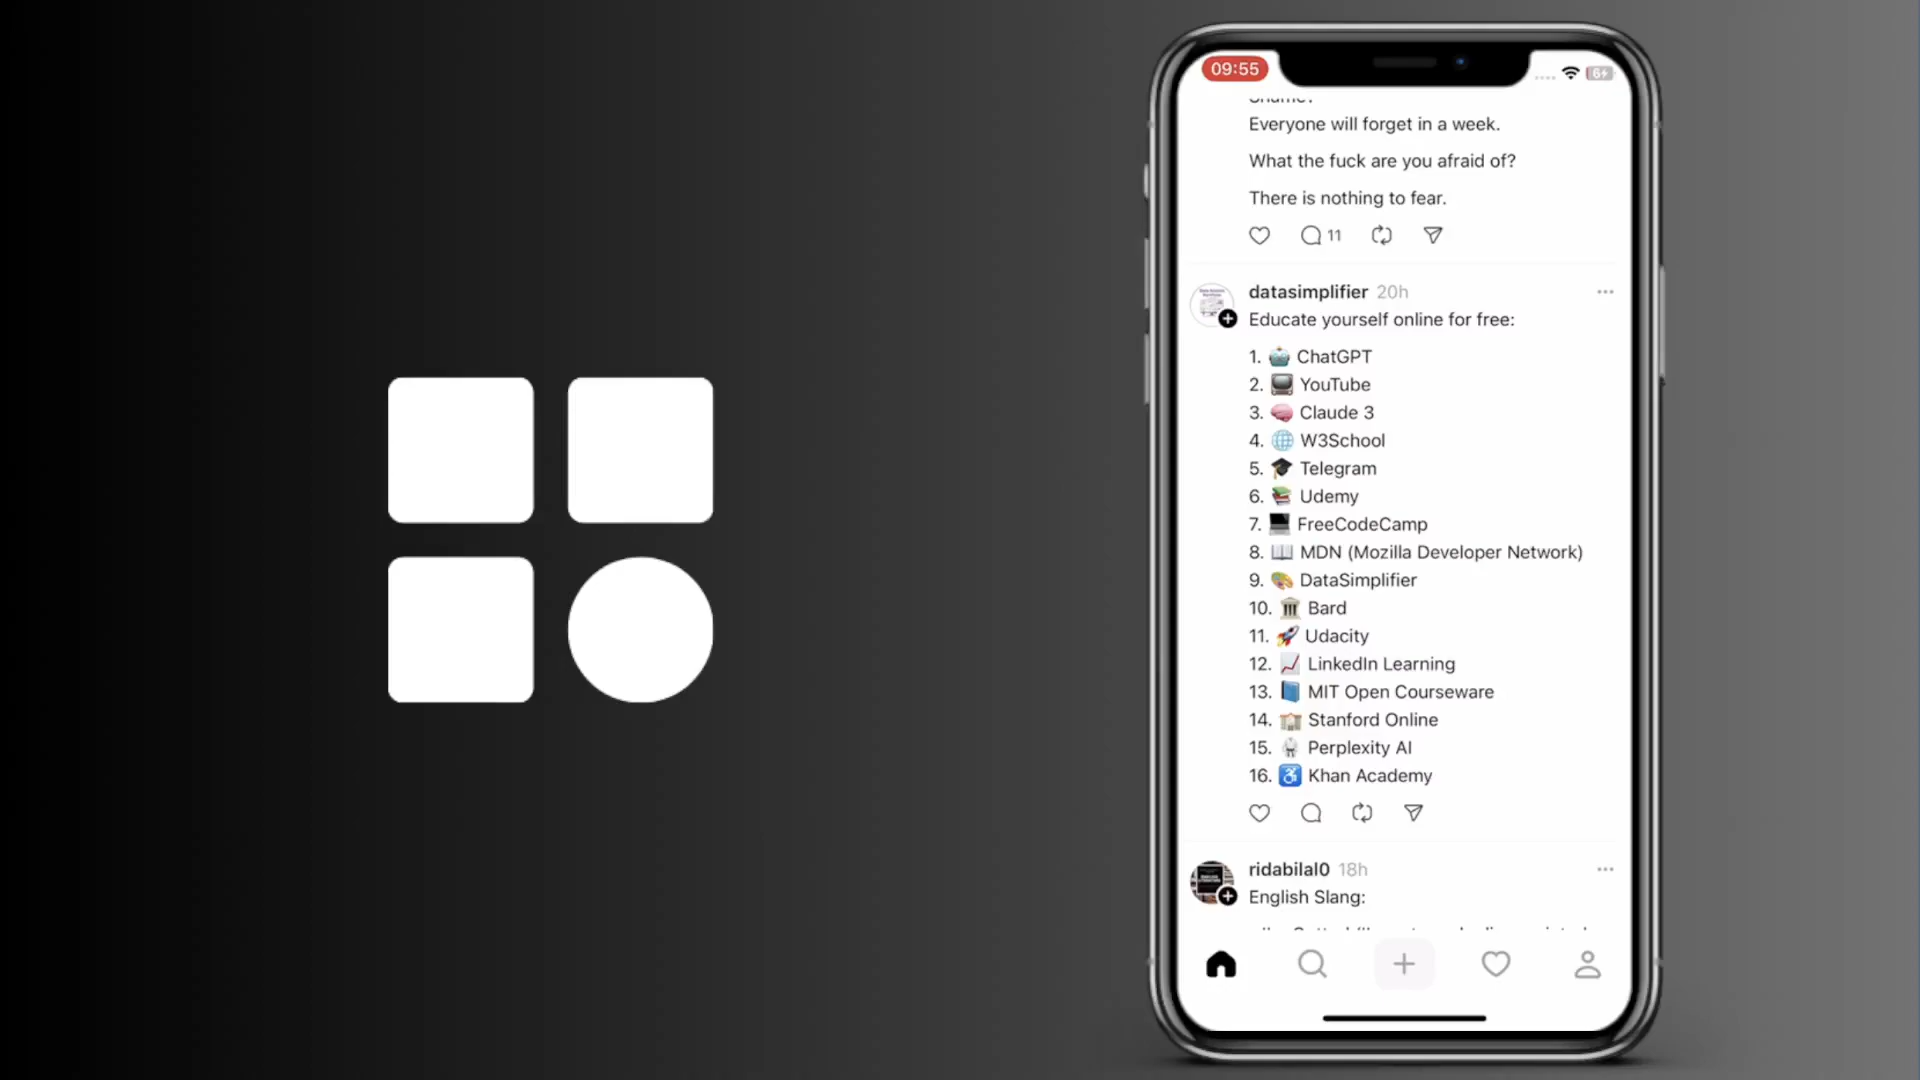 09:55
6
Everyone will forget in a week.
What the fuck are you afraid of?
There is nothing to fear.
11
datasimplifier 20h
Educate yourself online for free:
1. 🤖 ChatGPT
2. 📺 YouTube
3. 🧠 Claude 3
4. 🌐 W3School
5. 🎓 Telegram
6. 📚 Udemy
7. 💻 FreeCodeCamp
8. 📖 MDN (Mozilla Developer Network)
9. 🎨 DataSimplifier
10. 🏛 Bard
11. 🚀 Udacity
12. 📈 LinkedIn Learning
13. 📘 MIT Open Courseware
14. 🏫 Stanford Online
15. 🥋 Perplexity AI
16. ♿ Khan Academy
ridabilal0 18h
English Slang: